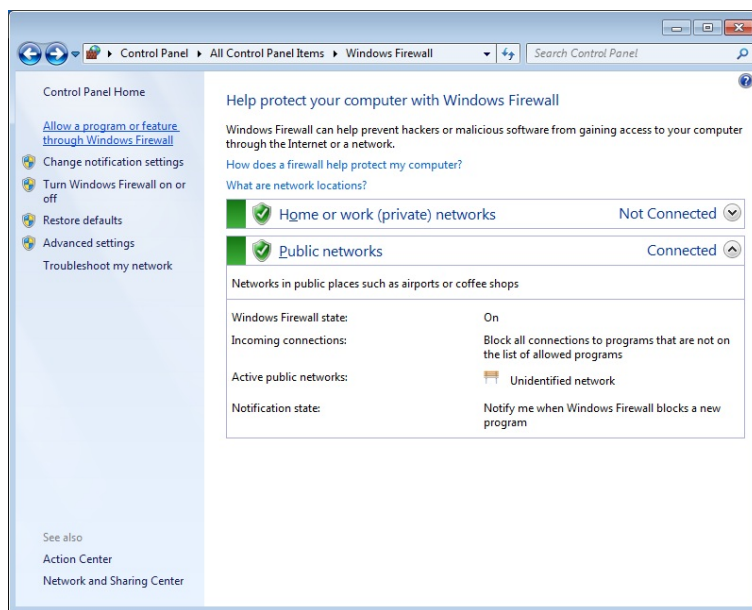 Control Panel ▸ All Control Panel Items ▸ Windows Firewall
Search Control Panel
Control Panel Home
Allow a program or feature
through Windows Firewall
Change notification settings
Turn Windows Firewall on or
off
Restore defaults
Advanced settings
Troubleshoot my network
See also
Action Center
Network and Sharing Center
Help protect your computer with Windows Firewall
Windows Firewall can help prevent hackers or malicious software from gaining access to your computer
through the Internet or a network.
How does a firewall help protect my computer?
What are network locations?
Home or work (private) networks Not Connected
Public networks Connected
Networks in public places such as airports or coffee shops
Windows Firewall state: On
Incoming connections: Block all connections to programs that are not on
the list of allowed programs
Active public networks: Unidentified network
Notification state: Notify me when Windows Firewall blocks a new
program